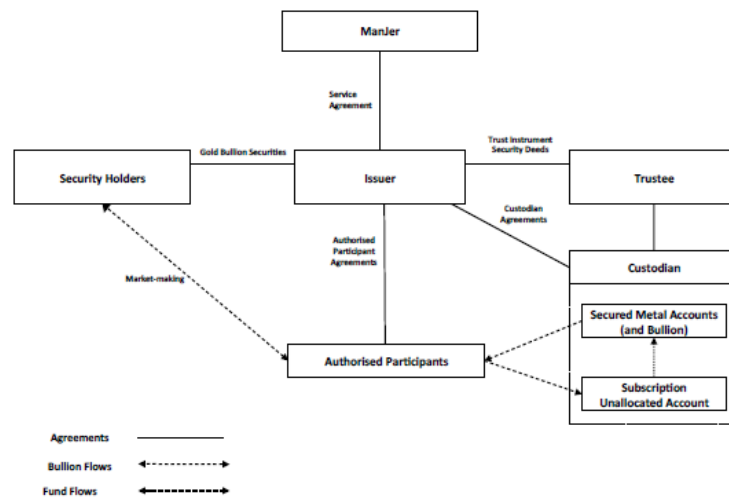 ManJer
Service
Agreement
Gold Bullion Securities
Trust Instrument
Security Deeds
Security Holders
Issuer
Trustee
Custodian
Agreements
Authorised
Participant
Agreements
Custodian
Market-making
Secured Metal Accounts
(and Bullion)
Authorised Participants
Subscription
Unallocated Account
Agreements
Bullion Flows
Fund Flows